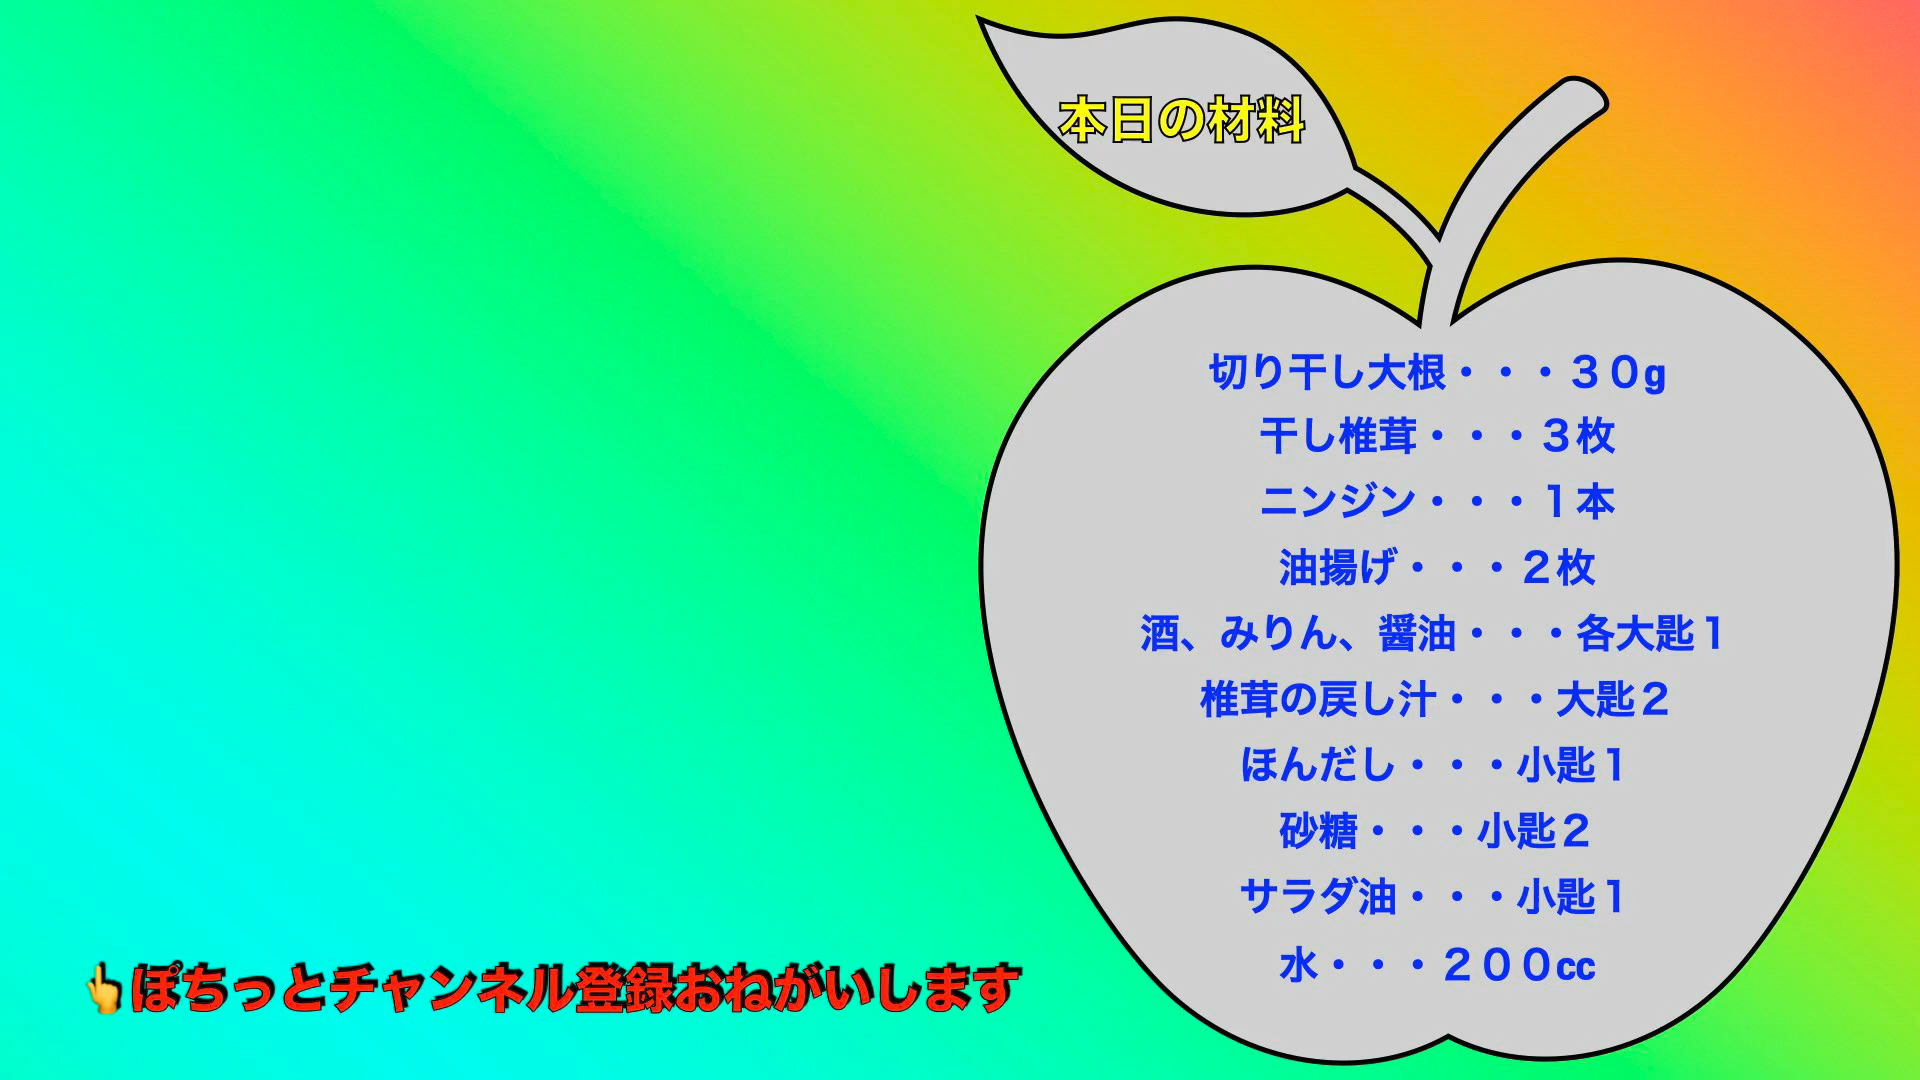 本日の材料
切り干し大根・・・３０g
干し椎茸・・・３枚
ニンジン・・・１本
油揚げ・・・２枚
酒、みりん、醤油・・・各大匙１
椎茸の戻し汁・・・大匙２
ほんだし・・・小匙１
砂糖・・・小匙２
サラダ油・・・小匙１
水・・・２００cc
👆ぽちっとチャンネル登録おねがいします